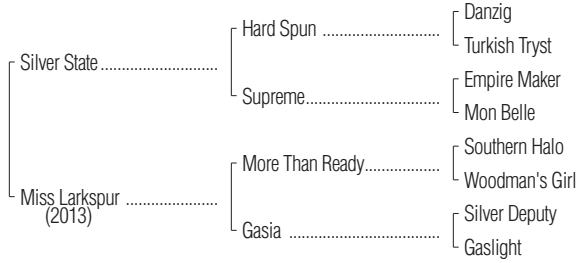 Danzig
Hard Spun ........................
Turkish Tryst
Silver State ........................
Empire Maker
Supreme ............................
Mon Belle
Southern Halo
More Than Ready ...............
Woodman's Girl
Miss Larkspur ...................
(2013)
Silver Deputy
Gasia ...............................
Gaslight